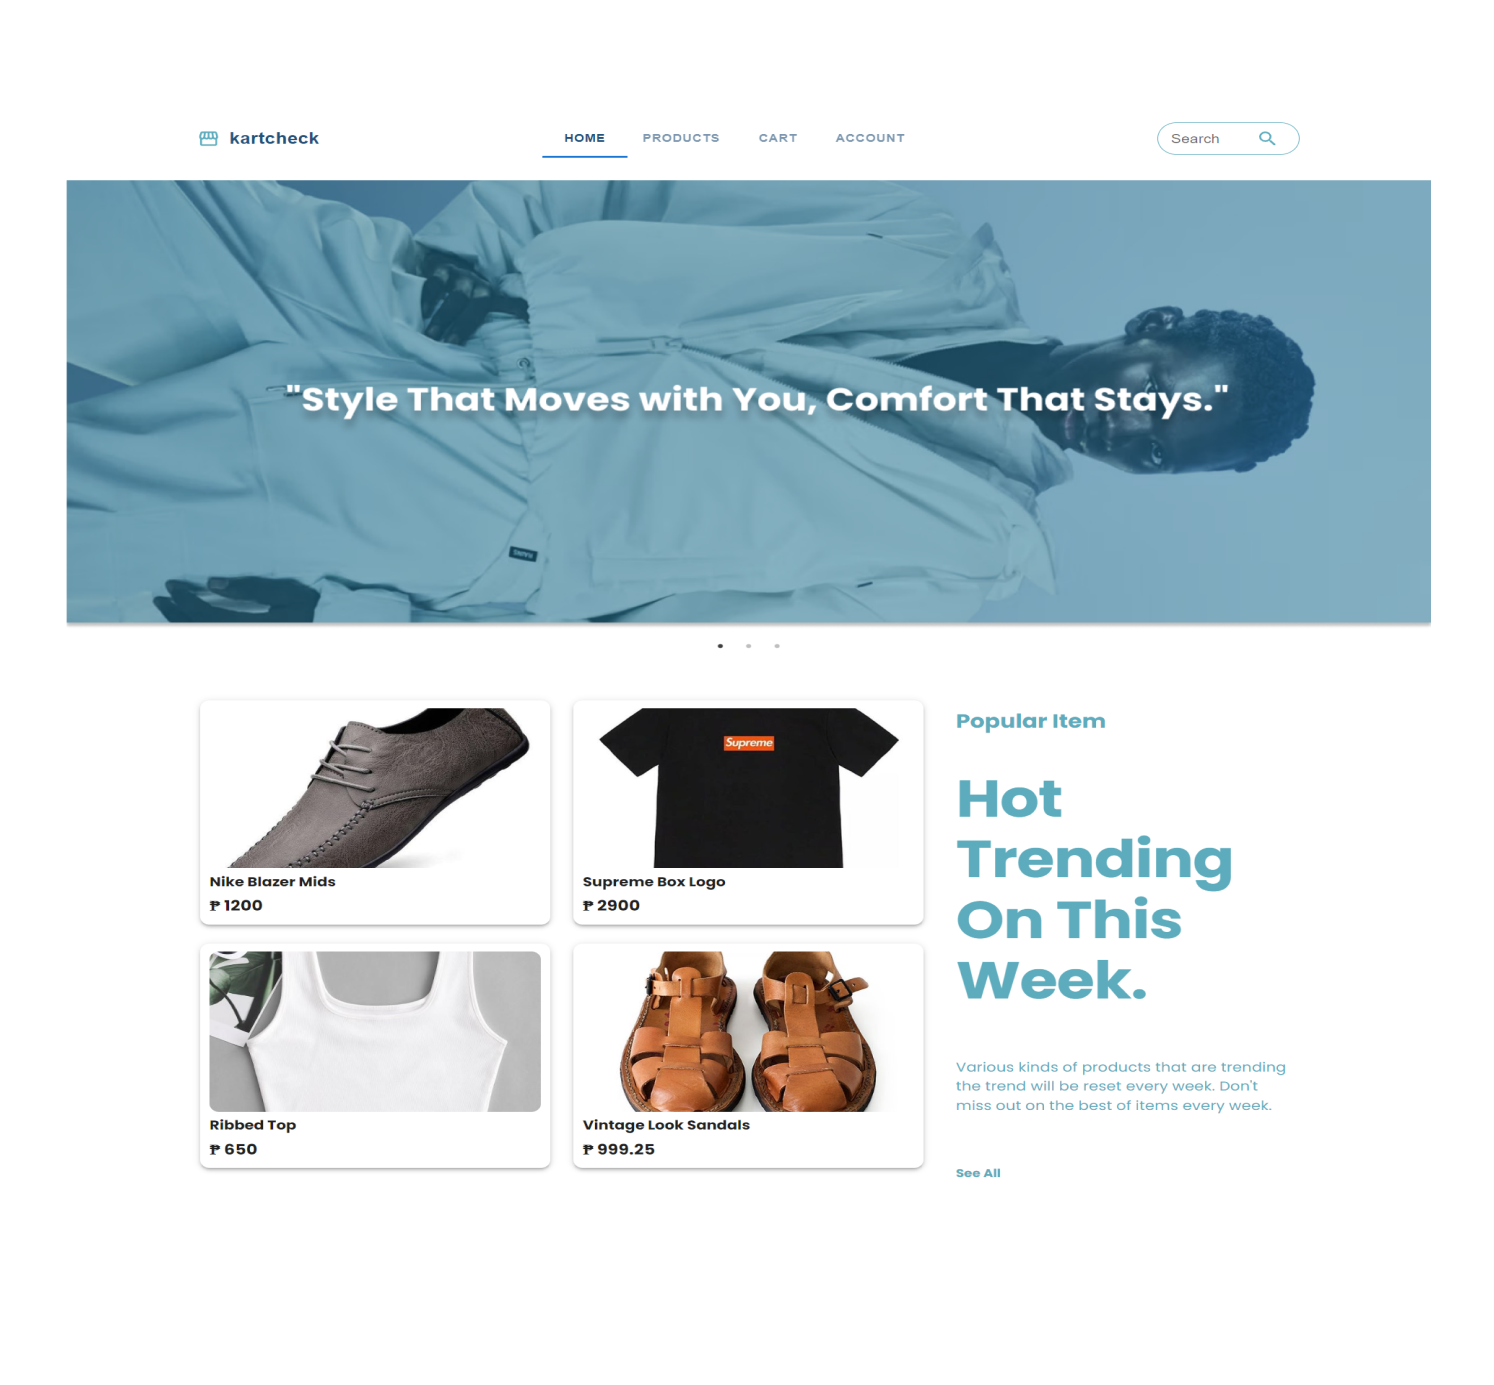 kartcheck
HOME PRODUCTS CART ACCOUNT
Search
"Style That Moves with You, Comfort That Stays."
Supreme
Nike Blazer Mids
₱ 1200
Supreme Box Logo
₱ 2900
Ribbed Top
₱ 650
Vintage Look Sandals
₱ 999.25
Popular Item
Hot
Trending
On This
Week.
Various kinds of products that are trending
the trend will be reset every week. Don't
miss out on the best of items every week.
See All